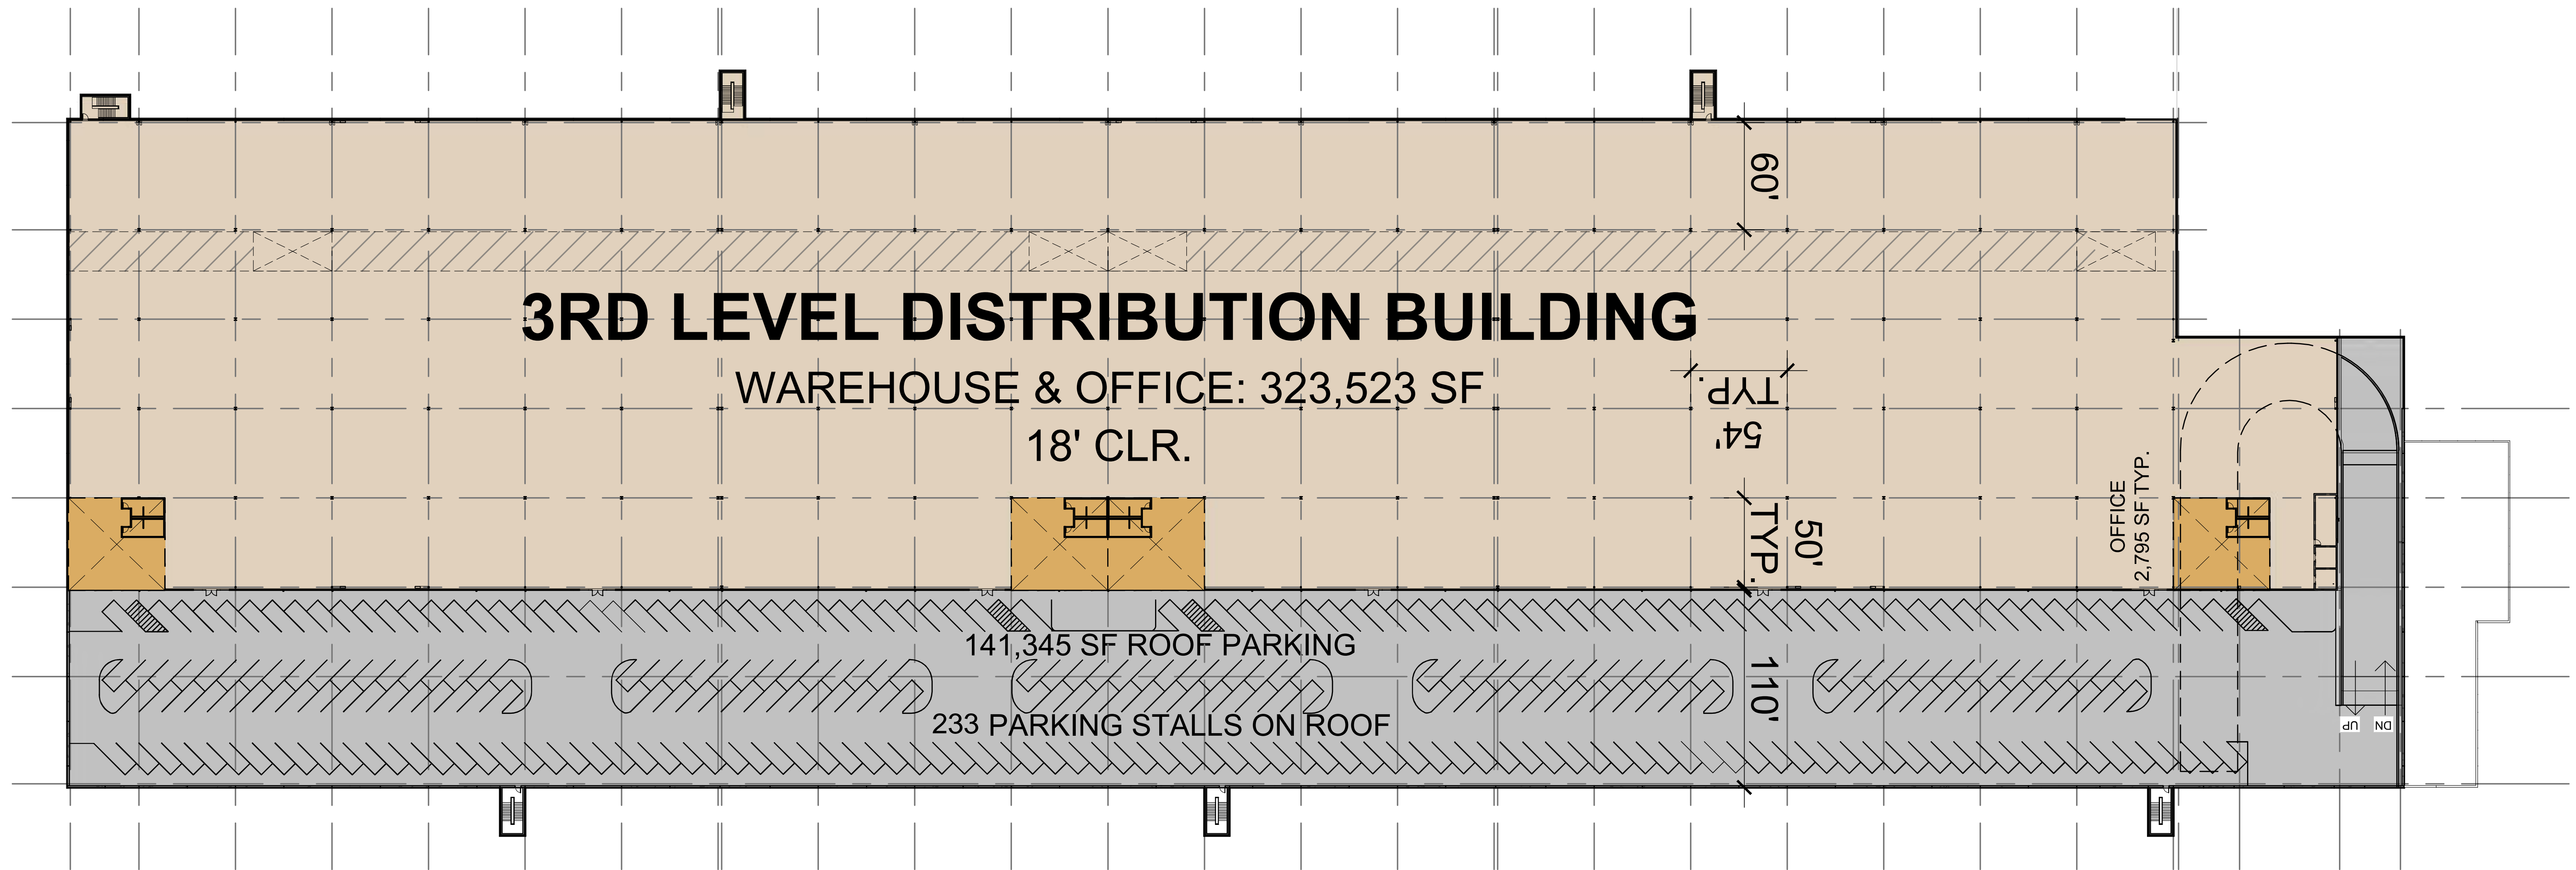 60'
3RD LEVEL DISTRIBUTION BUILDING
WAREHOUSE & OFFICE: 323,523 SF
18' CLR.
TYP.
54'
OFFICE
2,795 SF TYP.
50'
TYP.
141,345 SF ROOF PARKING
110'
233 PARKING STALLS ON ROOF
UP
DN